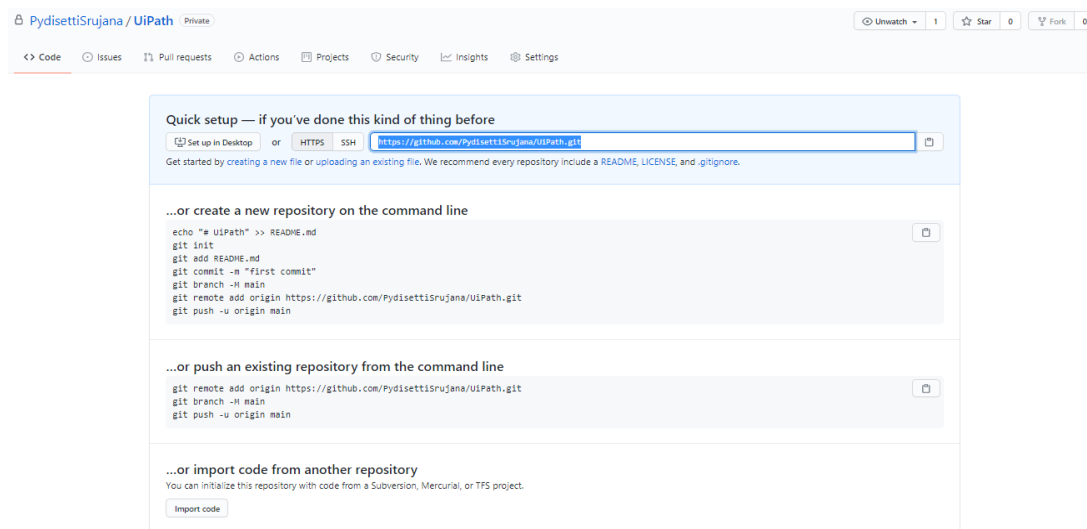 PydisettiSrujana / UiPath Private
Unwatch 1 Star 0 Fork 0
Code Issues Pull requests Actions Projects Security Insights Settings
Quick setup — if you've done this kind of thing before
Set up in Desktop or HTTPS SSH https://github.com/PydisettiSrujana/UiPath.git
Get started by creating a new file or uploading an existing file. We recommend every repository include a README, LICENSE, and .gitignore.
...or create a new repository on the command line
echo "# UiPath" >> README.md
git init
git add README.md
git commit -m "first commit"
git branch -M main
git remote add origin https://github.com/PydisettiSrujana/UiPath.git
git push -u origin main
...or push an existing repository from the command line
git remote add origin https://github.com/PydisettiSrujana/UiPath.git
git branch -M main
git push -u origin main
...or import code from another repository
You can initialize this repository with code from a Subversion, Mercurial, or TFS project.
Import code